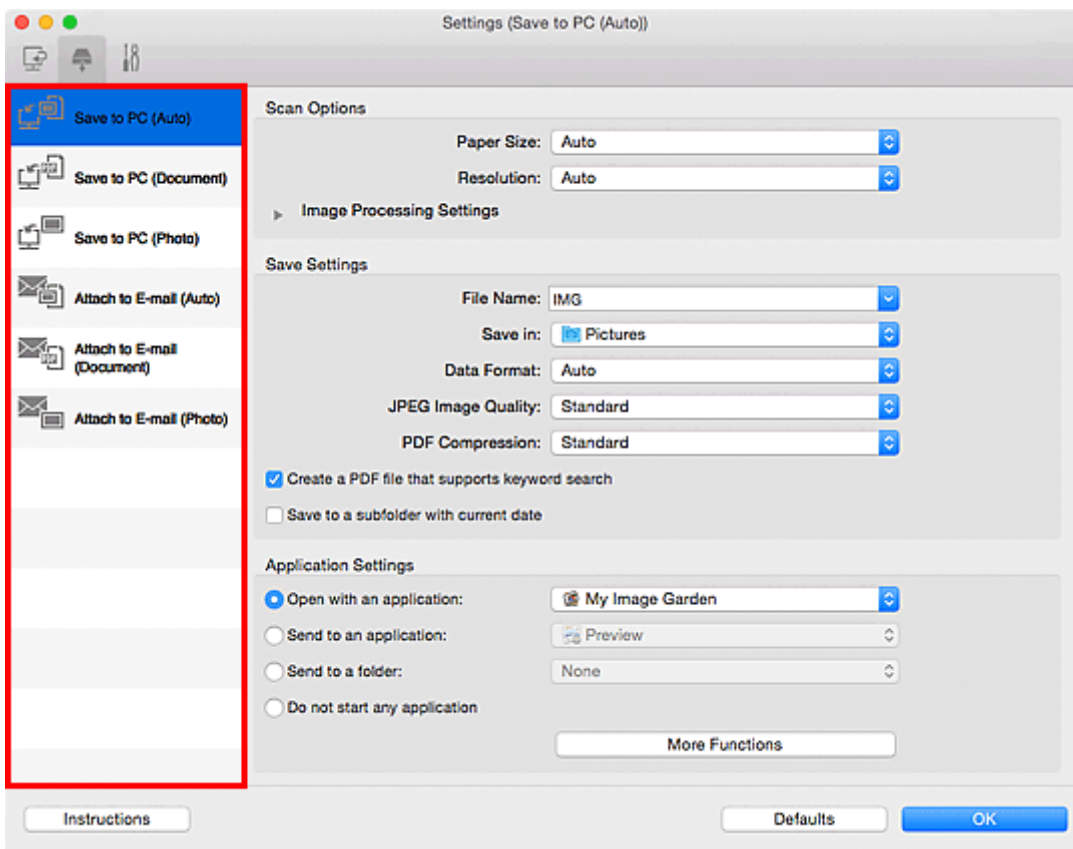 Settings (Save to PC (Auto))
Save to PC (Auto)
Save to PC (Document)
Save to PC (Photo)
Attach to E-mail (Auto)
Attach to E-mail
(Document)
Attach to E-mail (Photo)
Scan Options
Paper Size: Auto
Resolution: Auto
Image Processing Settings
Save Settings
File Name: IMG
Save in: Pictures
Data Format: Auto
JPEG Image Quality: Standard
PDF Compression: Standard
Create a PDF file that supports keyword search
Save to a subfolder with current date
Application Settings
Open with an application: My Image Garden
Send to an application: Preview
Send to a folder: None
Do not start any application
More Functions
Instructions
Defaults
OK